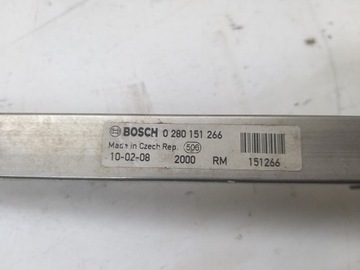 BOSCH 0 280 151 266
Made in Czech Rep. 506
10-02-08 2000 RM 151266